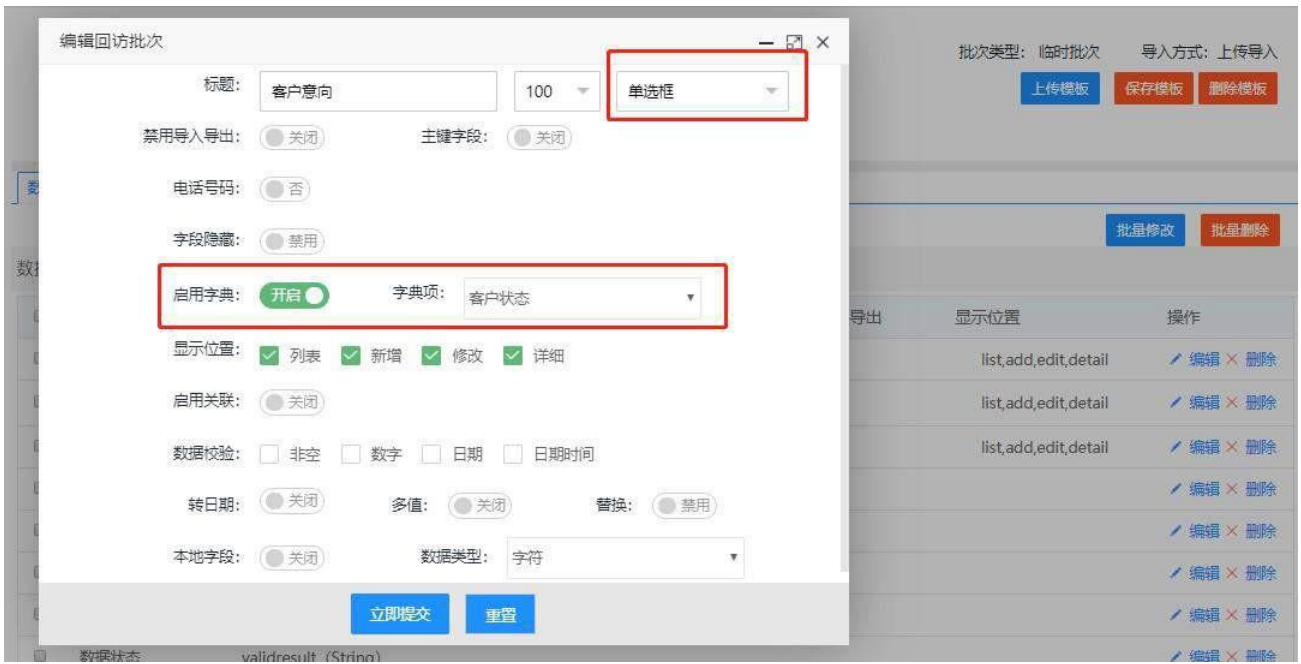 编辑回访批次
批次类型: 临时批次 导入方式: 上传导入
标题: 客户意向 100 单选框
上传模板 保存模板 删除模板
禁用导入导出: 关闭 主键字段: 关闭
电话号码: 否
字段隐藏: 禁用
批量修改 批量删除
启用字典: 开启 字典项: 客户状态
导出 显示位置 操作
显示位置: 列表 新增 修改 详细
list,add,edit,detail 编辑 删除
启用关联: 关闭
list,add,edit,detail 编辑 删除
数据校验: 非空 数字 日期 日期时间
list,add,edit,detail 编辑 删除
转日期: 关闭 多值: 关闭 替换: 禁用
编辑 删除
编辑 删除
本地字段: 关闭 数据类型: 字符
编辑 删除
立即提交 重置
编辑 删除
数据状态 validresult (String) 编辑 删除